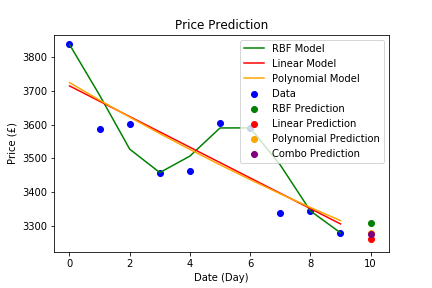 Price Prediction
RBF Model
Linear Model
Polynomial Model
Data
RBF Prediction
Linear Prediction
Polynomial Prediction
Combo Prediction
Price (£)
3800
3700
3600
3500
3400
3300
0 2 4 6 8 10
Date (Day)